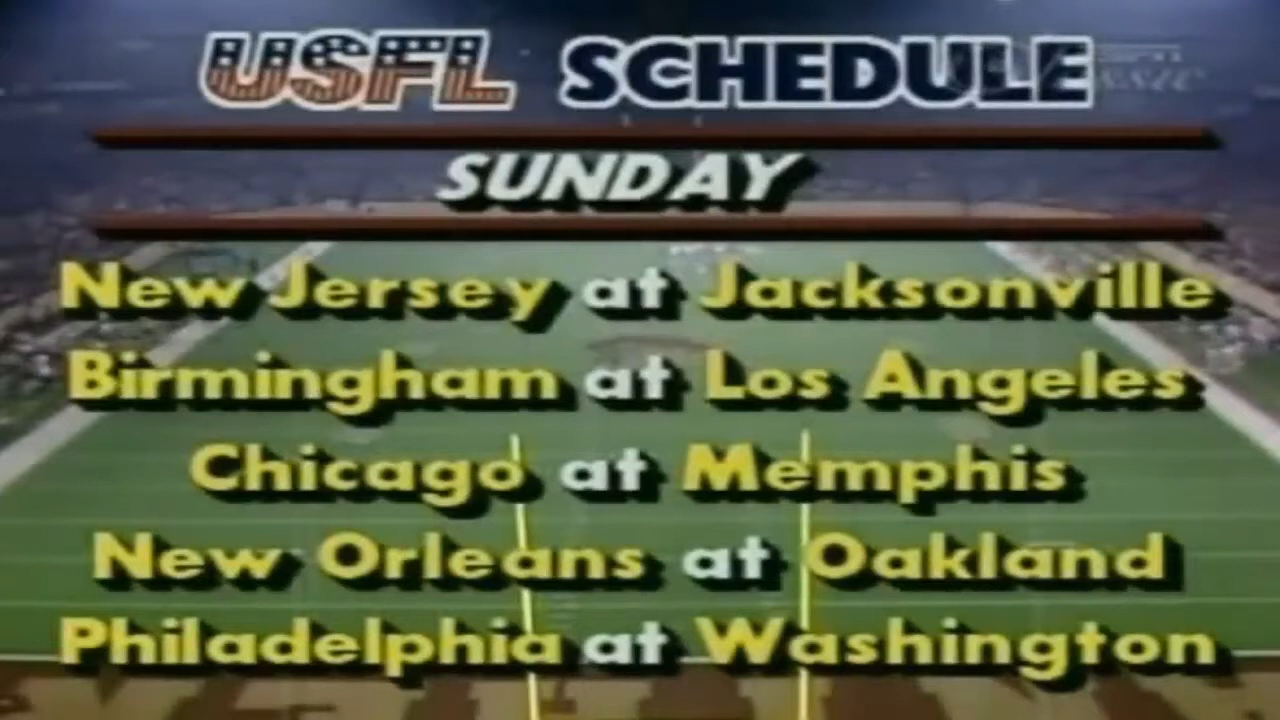 USFL SCHEDULE
SUNDAY
New Jersey at Jacksonville
Birmingham at Los Angeles
Chicago at Memphis
New Orleans at Oakland
Philadelphia at Washington